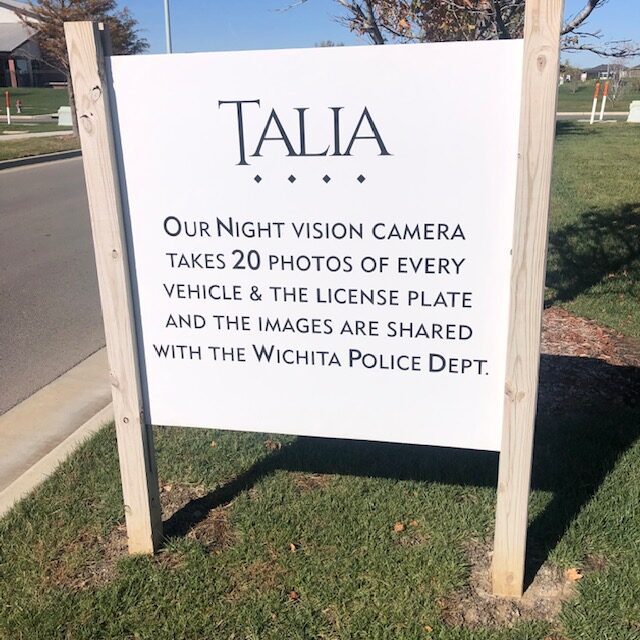 TALIA
OUR NIGHT VISION CAMERA
TAKES 20 PHOTOS OF EVERY
VEHICLE & THE LICENSE PLATE
AND THE IMAGES ARE SHARED
WITH THE WICHITA POLICE DEPT.